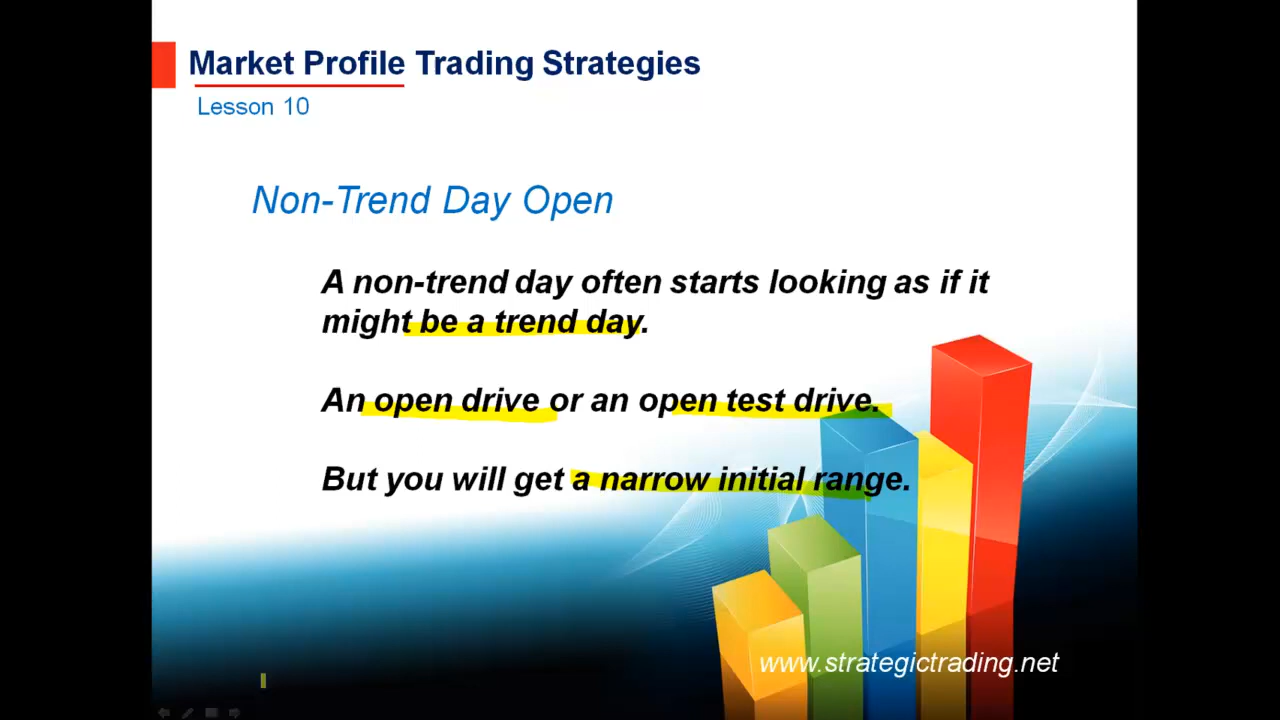 Market Profile Trading Strategies
Lesson 10
Non-Trend Day Open
A non-trend day often starts looking as if it
might be a trend day.
An open drive or an open test drive.
But you will get a narrow initial range.
www.strategictrading.net